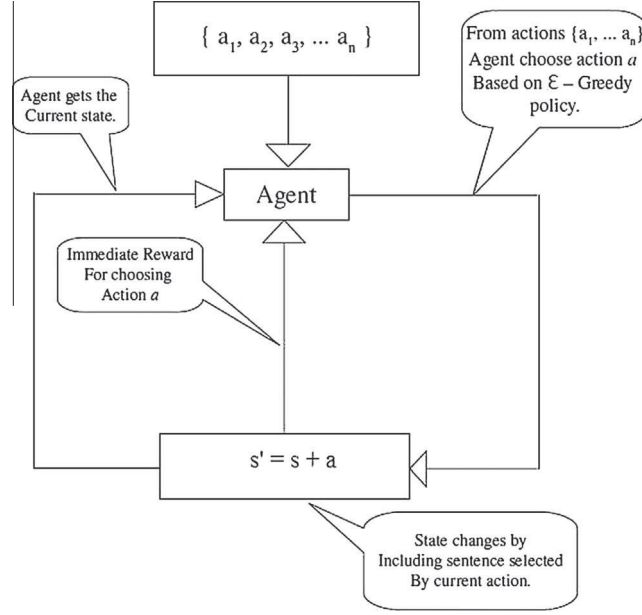 { a₁, a₂, a₃, ... aₙ }
From actions {a₁, ... aₙ}
Agent choose action a
Based on Ɛ – Greedy
policy.
Agent gets the
Current state.
Agent
Immediate Reward
For choosing
Action a
s' = s + a
State changes by
Including sentence selected
By current action.